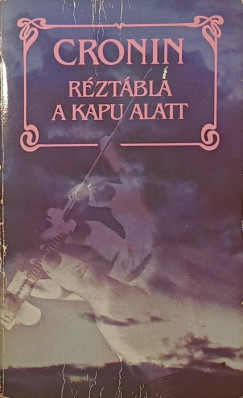 CRONIN
RÉZTÁBLA
A KAPU ALATT